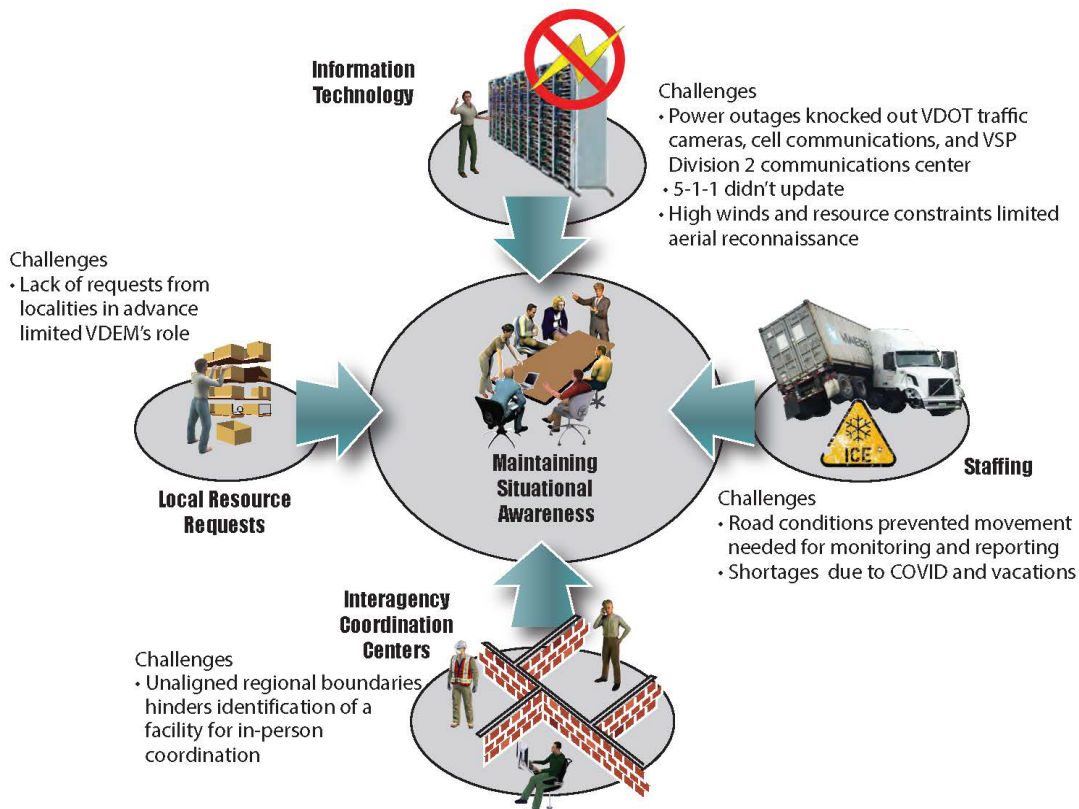 Information
Technology
Challenges
• Power outages knocked out VDOT traffic
cameras, cell communications, and VSP
Division 2 communications center
• 5-1-1 didn't update
• High winds and resource constraints limited
aerial reconnaissance
Challenges
• Lack of requests from
localities in advance
limited VDEM's role
Local Resource
Requests
Maintaining
Situational
Awareness
ICE
Staffing
Challenges
• Road conditions prevented movement
needed for monitoring and reporting
• Shortages due to COVID and vacations
Interagency
Coordination
Centers
Challenges
• Unaligned regional boundaries
hinders identification of a
facility for in-person
coordination